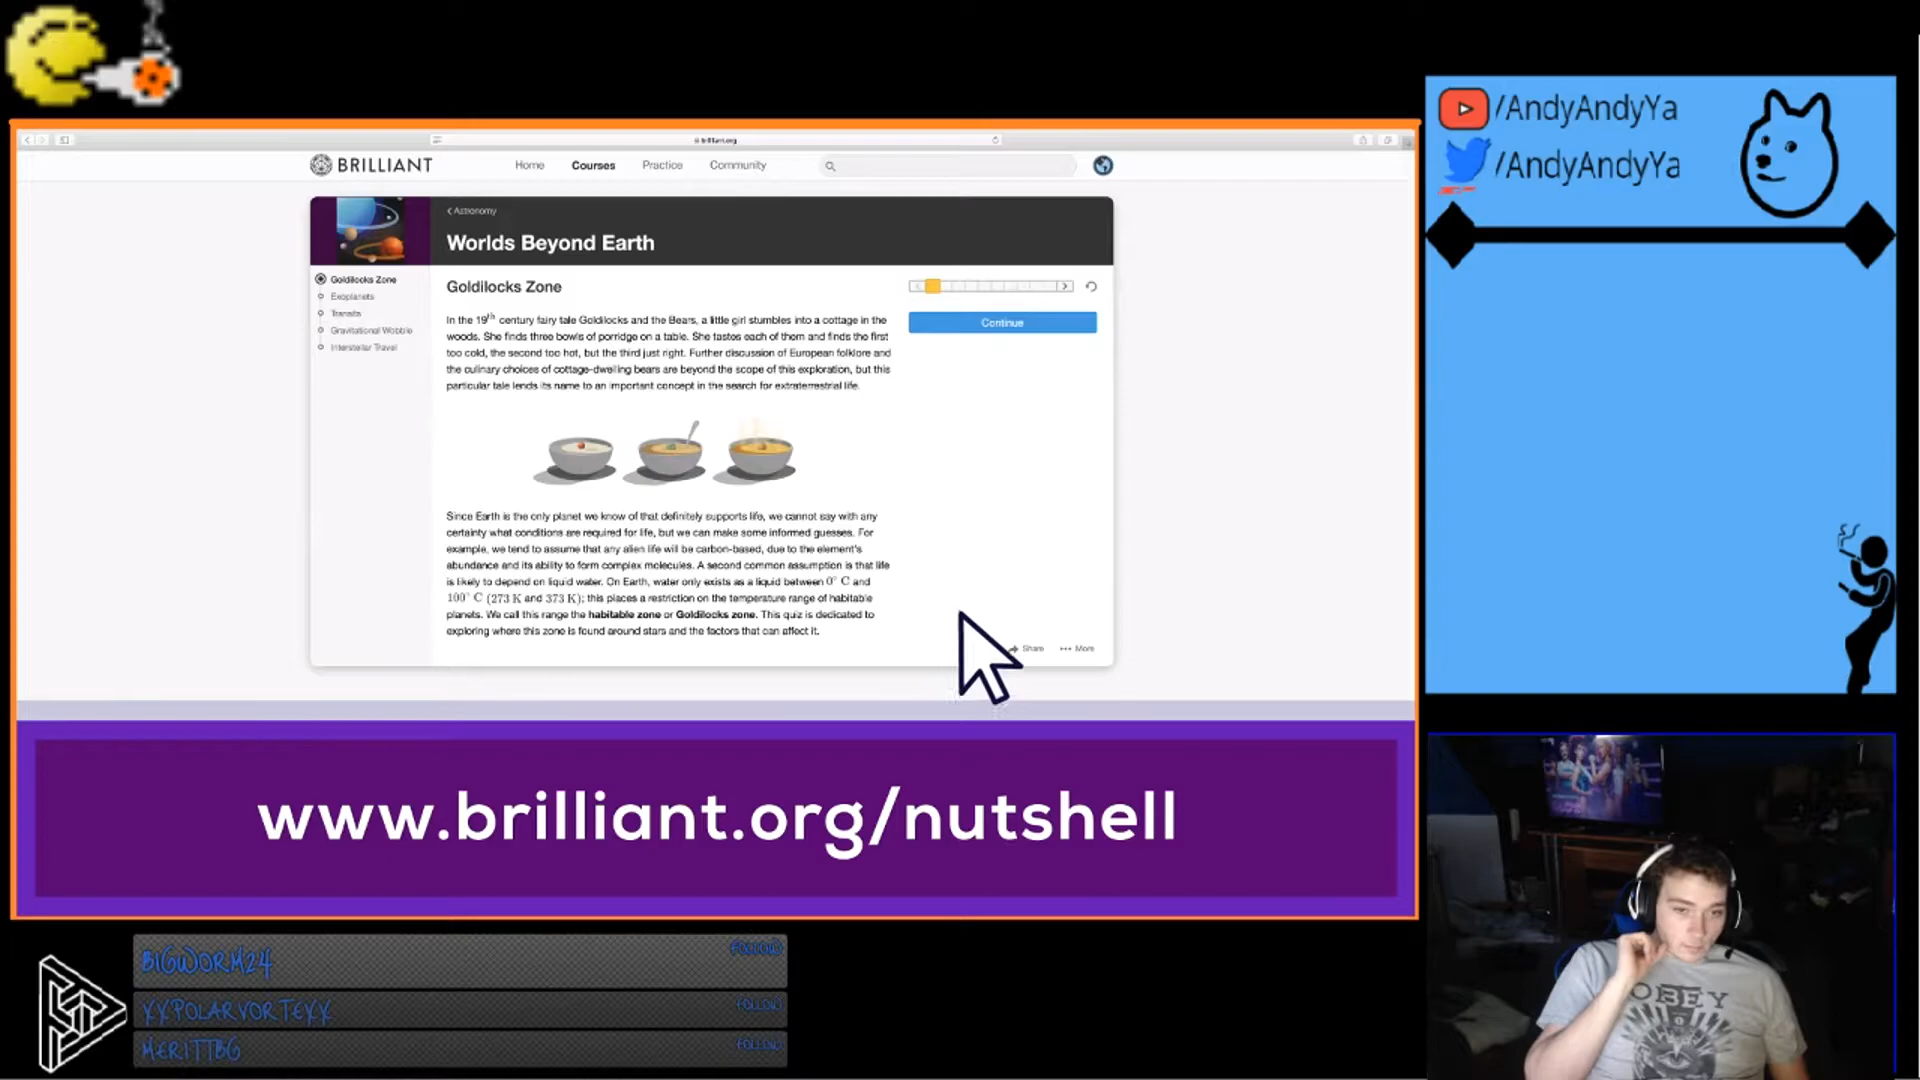 brilliant.org
BRILLIANT
Home Courses Practice Community
Astronomy
Worlds Beyond Earth
Goldilocks Zone
Exoplanets
Transits
Gravitational Wobble
Interstellar Travel
Goldilocks Zone
Continue
In the 19th century fairy tale Goldilocks and the Bears, a little girl stumbles into a cottage in the
woods. She finds three bowls of porridge on a table. She tastes each of them and finds the first
too cold, the second too hot, but the third just right. Further discussion of European folklore and
the culinary choices of cottage-dwelling bears are beyond the scope of this exploration, but this
particular tale lends its name to an important concept in the search for extraterrestrial life.
Since Earth is the only planet we know of that definitely supports life, we cannot say with any
certainty what conditions are required for life, but we can make some informed guesses. For
example, we tend to assume that any alien life will be carbon-based, due to the element's
abundance and its ability to form complex molecules. A second common assumption is that life
is likely to depend on liquid water. On Earth, water only exists as a liquid between 0° C and
100° C (273 K and 373 K); this places a restriction on the temperature range of habitable
planets. We call this range the habitable zone or Goldilocks zone. This quiz is dedicated to
exploring where this zone is found around stars and the factors that can affect it.
Share More
www.brilliant.org/nutshell
/AndyAndyYa
/AndyAndyYa
BIGWORM24 FOLLOW
XXPOLARVORTEXX FOLLOW
MERITTBG FOLLOW
OBEY